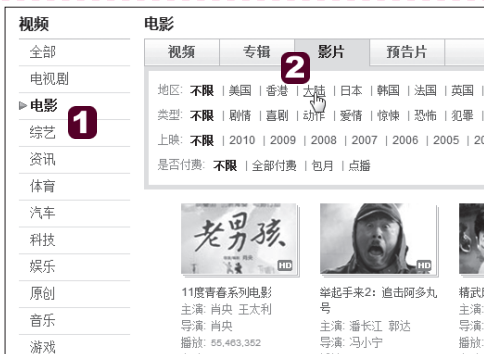 视频
全部
电视剧
电影
综艺
资讯
体育
汽车
科技
娱乐
原创
音乐
游戏
1
电影
视频 专辑 影片 预告片
2
地区: 不限 | 美国 | 香港 | 大陆 | 日本 | 韩国 | 法国 | 英国 |
类型: 不限 | 剧情 | 喜剧 | 动作 | 爱情 | 惊悚 | 恐怖 | 犯罪 |
上映: 不限 | 2010 | 2009 | 2008 | 2007 | 2006 | 2005 | 20
是否付费: 不限 | 全部付费 | 包月 | 点播
老男孩
HD
11度青春系列电影
主演: 肖央 王太利
导演: 肖央
播放: 55,463,352
HD
举起手来2: 追击阿多丸
号
主演: 潘长江 郭达
导演: 冯小宁
精武
主演:
导演:
播放: